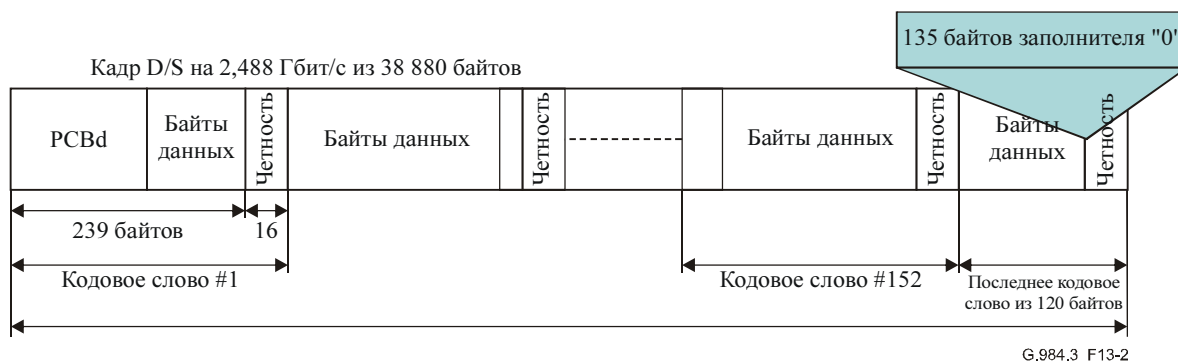 135 байтов заполнителя "0"
Кадр D/S на 2,488 Гбит/с из 38 880 байтов
PCBd
Байты
данных
Четность
Байты данных
Четность
Байты данных
Четность
Байты
данных
Четность
239 байтов
16
Кодовое слово #1
Кодовое слово #152
Последнее кодовое
слово из 120 байтов
G.984.3_F13-2